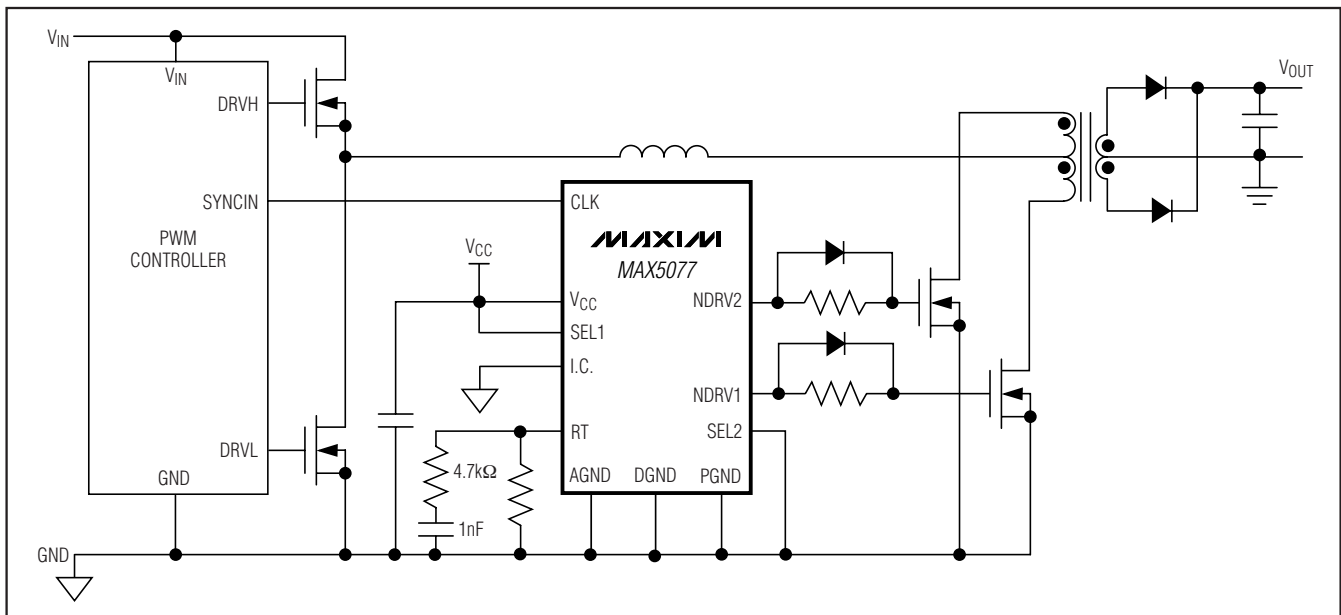 VIN
VIN
DRVH
VOUT
SYNCIN
CLK
PWM
CONTROLLER
MAXIM
MAX5077
VCC
VCC
NDRV2
SEL1
I.C.
NDRV1
DRVL
RT
SEL2
4.7kΩ
AGND DGND PGND
GND
1nF
GND